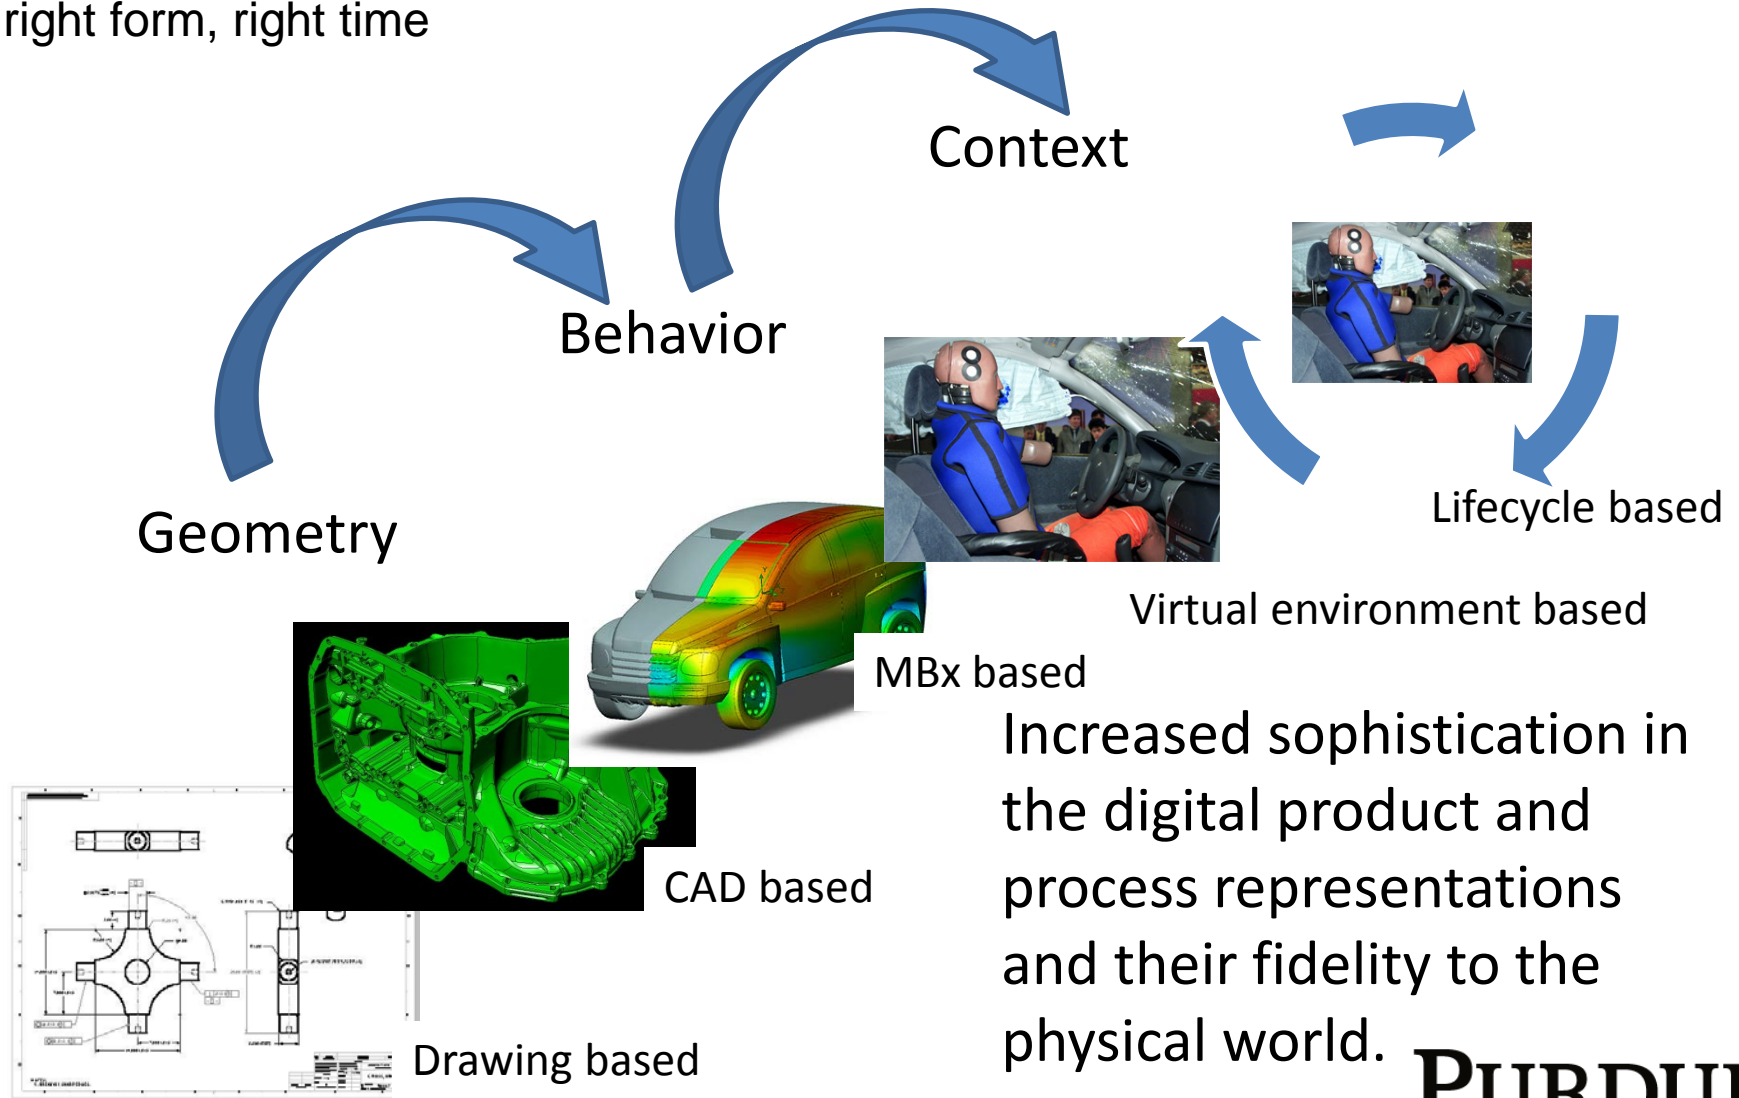 right form, right time
Context
Behavior
Geometry
Lifecycle based
Virtual environment based
MBx based
Increased sophistication in
the digital product and
process representations
and their fidelity to the
physical world.
CAD based
Drawing based